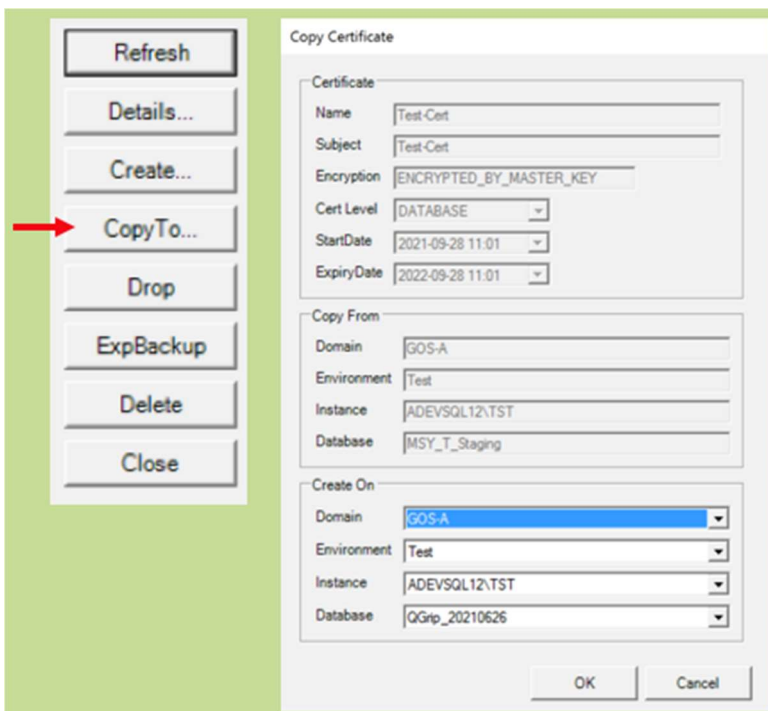 Refresh
Details...
Create...
CopyTo...
Drop
ExpBackup
Delete
Close
Copy Certificate
Certificate
Name Test-Cert
Subject Test-Cert
Encryption ENCRYPTED_BY_MASTER_KEY
Cert Level DATABASE
StartDate 2021-09-28 11:01
ExpiryDate 2022-09-28 11:01
Copy From
Domain GOS-A
Environment Test
Instance ADEVSQL12\TST
Database MSY_T_Staging
Create On
Domain GOS-A
Environment Test
Instance ADEVSQL12\TST
Database QGrip_20210626
OK Cancel